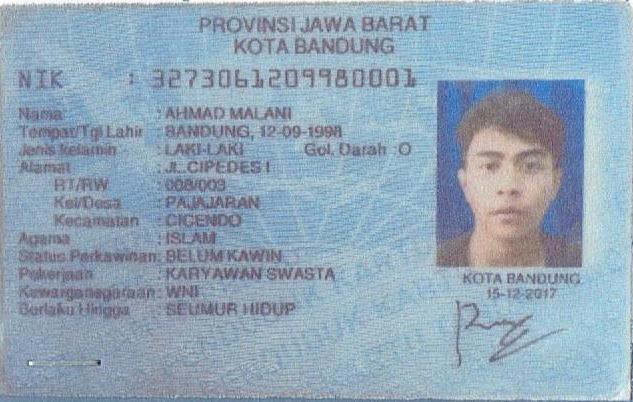 PROVINSI JAWA BARAT
KOTA BANDUNG
NIK : 3273061209980001
Nama : AHMAD MALANI
Tempat/Tgl Lahir : BANDUNG, 12-09-1998
Jenis kelamin : LAKI-LAKI Gol. Darah :O
Alamat : JL.CIPEDES I
RT/RW : 008/003
Kel/Desa : PAJAJARAN
Kecamatan : CICENDO
Agama : ISLAM
Status Perkawinan: BELUM KAWIN
Pekerjaan : KARYAWAN SWASTA
Kewarganegaraan: WNI
Berlaku Hingga : SEUMUR HIDUP
KOTA BANDUNG
15-12-2017